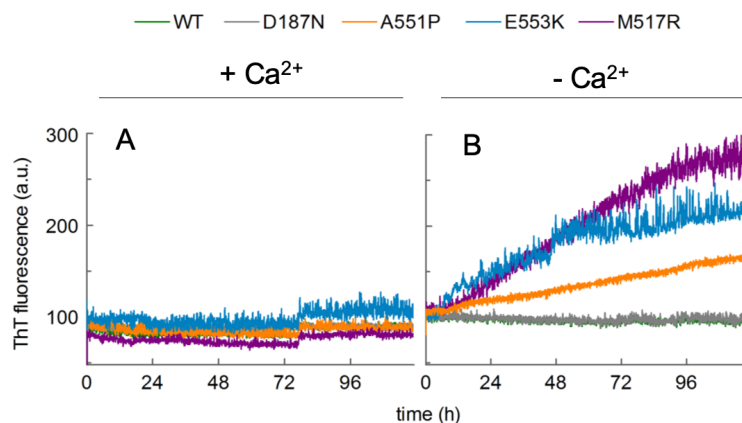 WT D187N A551P E553K M517R
+ Ca²⁺ - Ca²⁺
A B
ThT fluorescence (a.u.)
300
200
100
0 24 48 72 96 0 24 48 72 96
time (h)